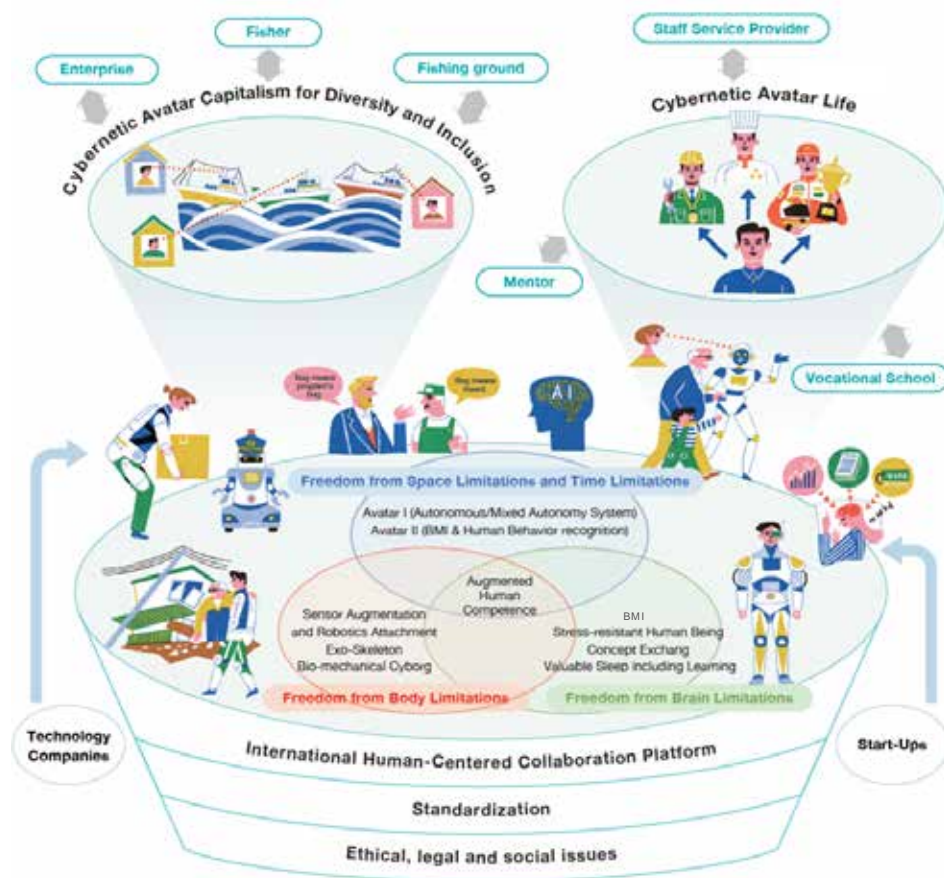 Fisher
Staff Service Provider
Enterprise
Fishing ground
Cybernetic Avatar Capitalism for Diversity and Inclusion
Cybernetic Avatar Life
Mentor
Vocational School
Bug means
Bug means
AI
Freedom from Space Limitations and Time Limitations
Avatar I (Autonomous/Mixed Autonomy System)
Avatar II (BMI & Human Behavior recognition)
Augmented
Human
Competence
Sensor Augmentation
and Robotics Attachment
Exo-Skeleton
Bio-mechanical Cyborg
BMI
Stress-resistant Human Being
Concept Exchang
Valuable Sleep including Learning
Freedom from Body Limitations
Freedom from Brain Limitations
Technology
Companies
Start-Ups
International Human-Centered Collaboration Platform
Standardization
Ethical, legal and social issues